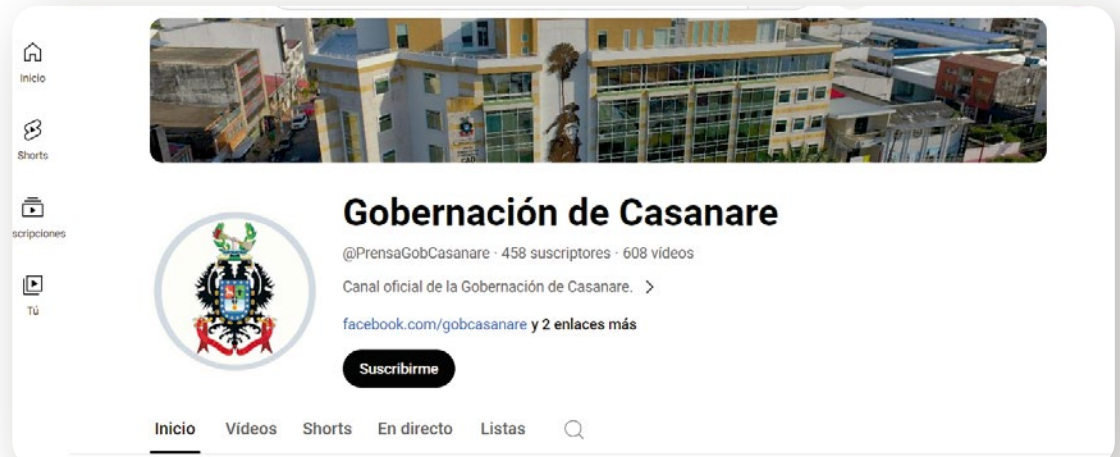 Inicio
Shorts
scripciones
Tú
CAD
Gobernación de Casanare
@PrensaGobCasanare · 458 suscriptores · 608 vídeos
Canal oficial de la Gobernación de Casanare.
facebook.com/gobcasanare y 2 enlaces más
Suscribirme
Inicio Vídeos Shorts En directo Listas